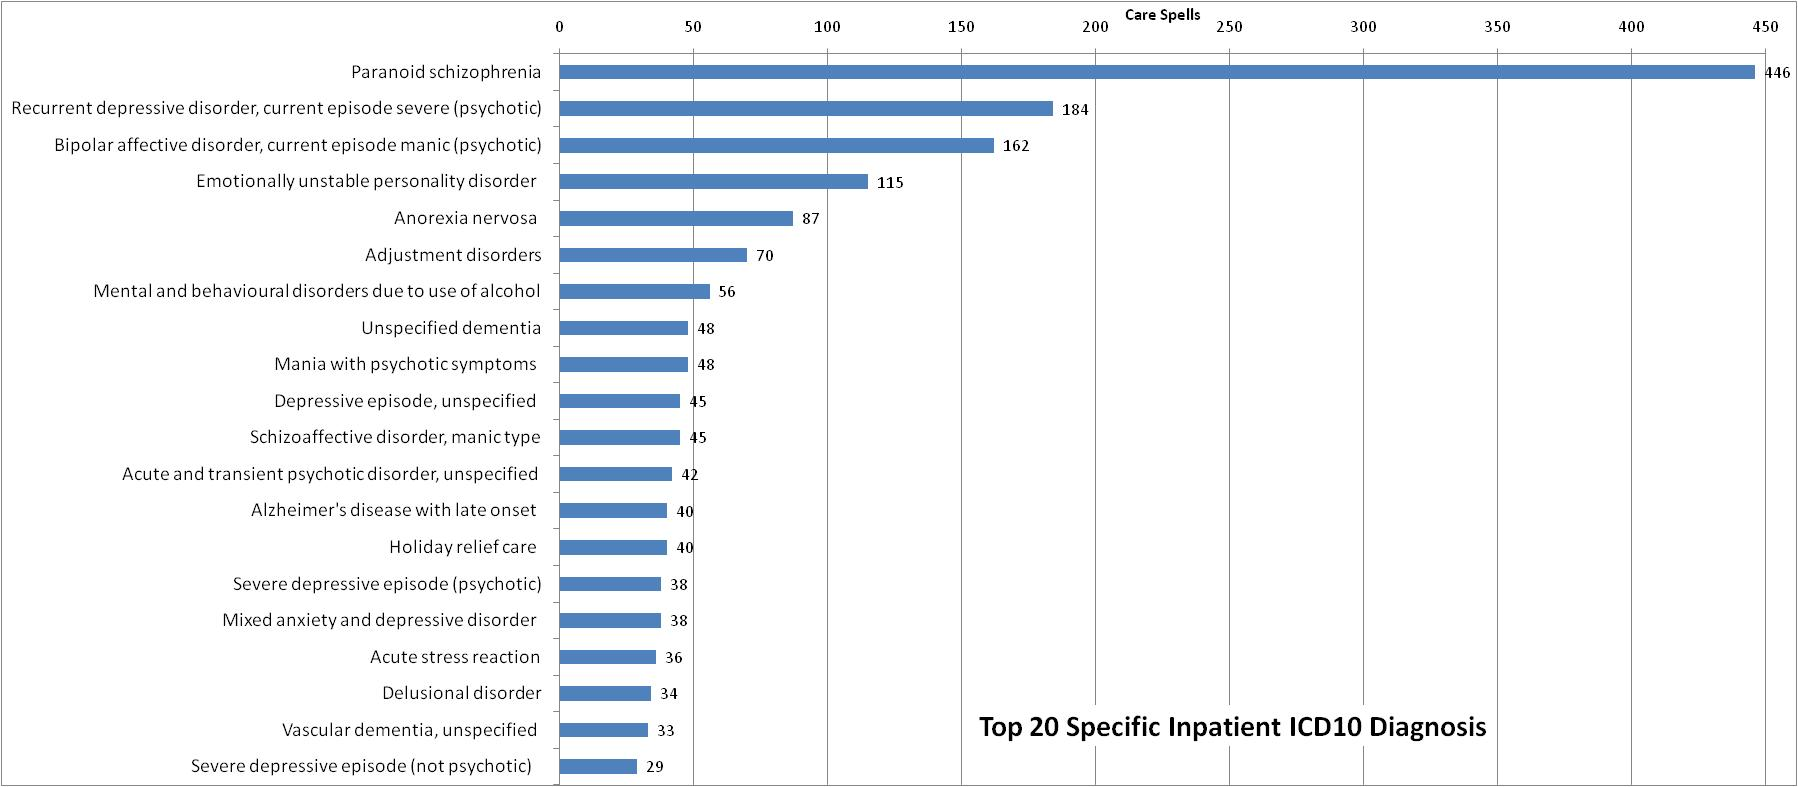 Care Spells
0 50 100 150 200 250 300 350 400 450
Paranoid schizophrenia 446
Recurrent depressive disorder, current episode severe (psychotic) 184
Bipolar affective disorder, current episode manic (psychotic) 162
Emotionally unstable personality disorder 115
Anorexia nervosa 87
Adjustment disorders 70
Mental and behavioural disorders due to use of alcohol 56
Unspecified dementia 48
Mania with psychotic symptoms 48
Depressive episode, unspecified 45
Schizoaffective disorder, manic type 45
Acute and transient psychotic disorder, unspecified 42
Alzheimer's disease with late onset 40
Holiday relief care 40
Severe depressive episode (psychotic) 38
Mixed anxiety and depressive disorder 38
Acute stress reaction 36
Delusional disorder 34
Vascular dementia, unspecified 33
Top 20 Specific Inpatient ICD10 Diagnosis
Severe depressive episode (not psychotic) 29